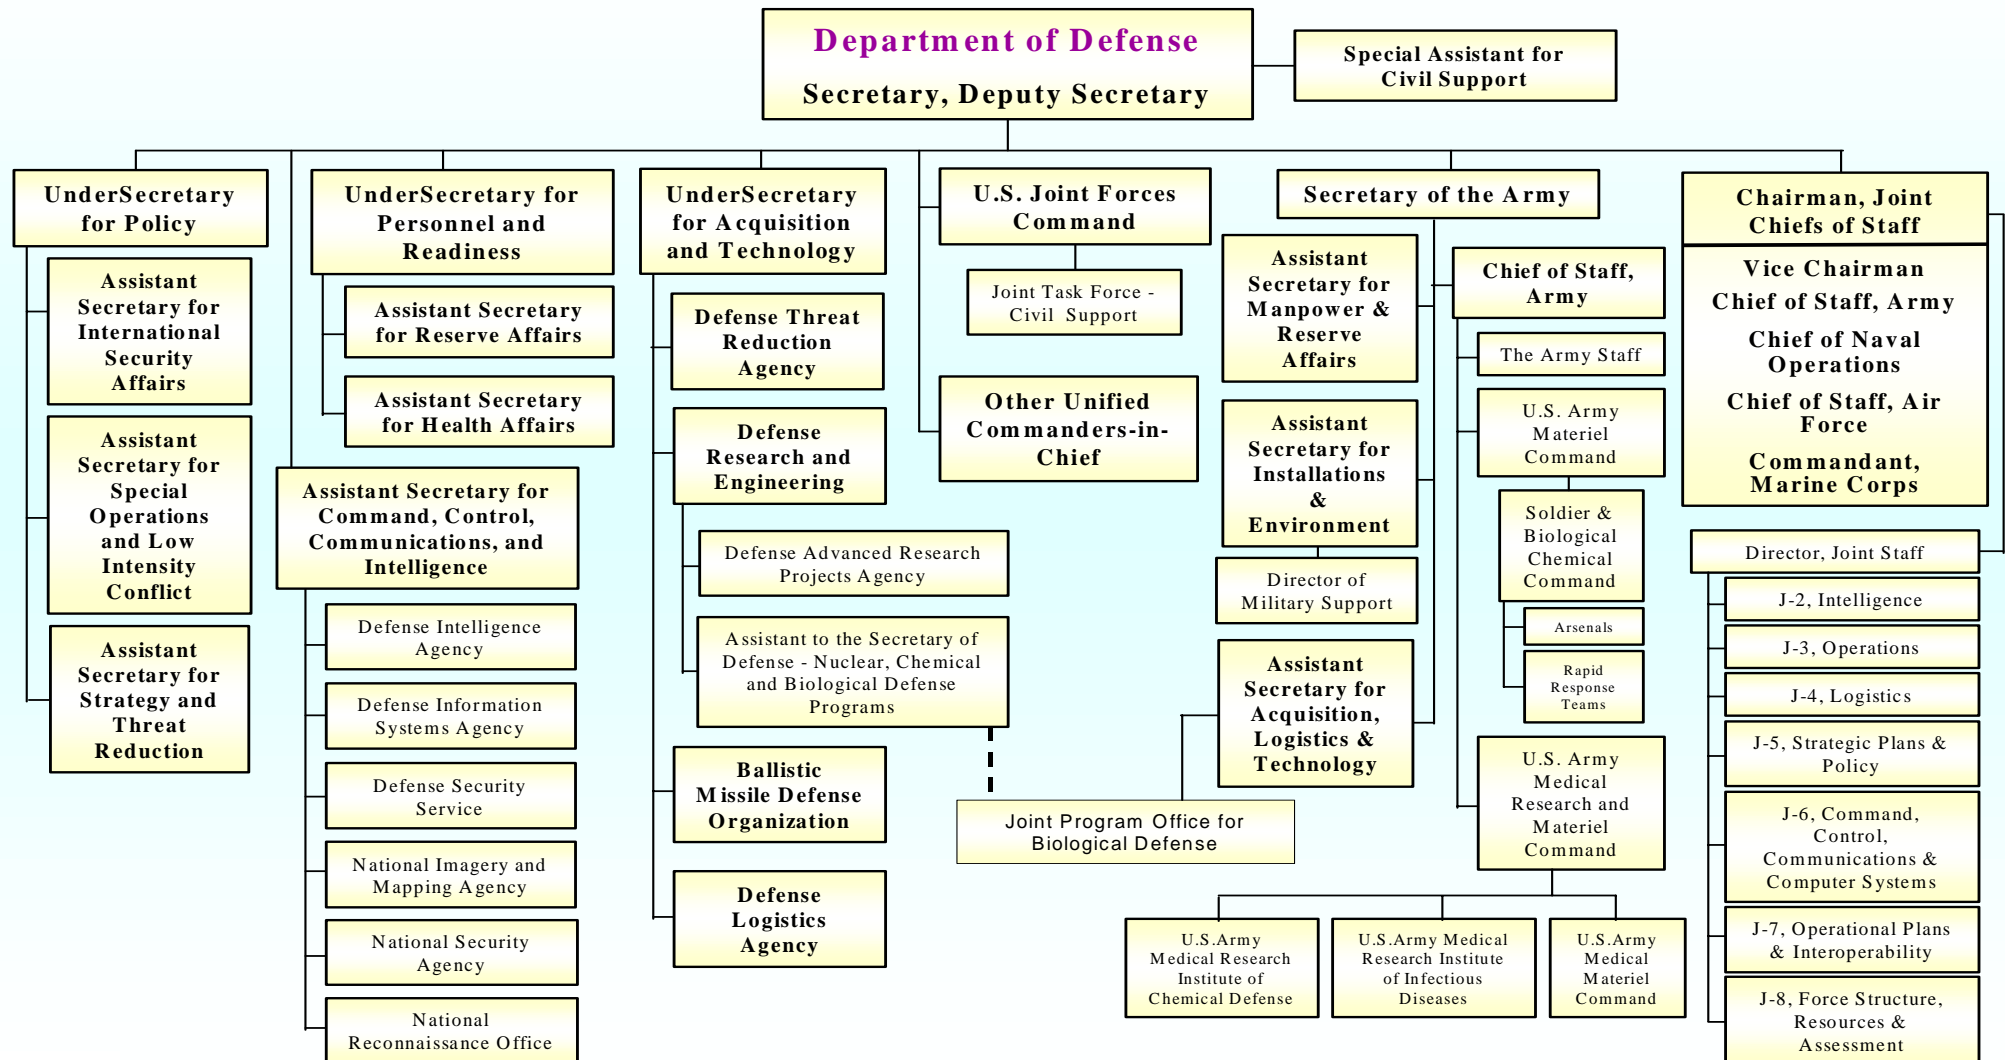 Department of Defense
Secretary, Deputy Secretary
Special Assistant for
Civil Support
UnderSecretary
for Policy
Assistant
Secretary for
International
Security
Affairs
Assistant
Secretary for
Special
Operations
and Low
Intensity
Conflict
Assistant
Secretary for
Strategy and
Threat
Reduction
UnderSecretary for
Personnel and
Readiness
Assistant Secretary
for Reserve Affairs
Assistant Secretary
for Health Affairs
Assistant Secretary for
Command, Control,
Communications, and
Intelligence
Defense Intelligence
Agency
Defense Information
Systems Agency
Defense Security
Service
National Imagery and
Mapping Agency
National Security
Agency
National
Reconnaissance Office
UnderSecretary
for Acquisition
and Technology
Defense Threat
Reduction
Agency
Defense
Research and
Engineering
Defense Advanced Research
Projects Agency
Assistant to the Secretary of
Defense - Nuclear, Chemical
and Biological Defense
Programs
Ballistic
Missile Defense
Organization
Defense
Logistics
Agency
U.S. Joint Forces
Command
Joint Task Force -
Civil Support
Other Unified
Commanders-in-
Chief
Secretary of the Army
Assistant
Secretary for
Manpower &
Reserve
Affairs
Assistant
Secretary for
Installations
&
Environment
Director of
Military Support
Assistant
Secretary for
Acquisition,
Logistics &
Technology
Joint Program Office for
Biological Defense
Chief of Staff,
Army
The Army Staff
U.S. Army
Materiel
Command
Soldier &
Biological
Chemical
Command
Arsenals
Rapid
Response
Teams
U.S. Army
Medical
Research and
Materiel
Command
U.S.Army
Medical Research
Institute of
Chemical Defense
U.S.Army Medical
Research Institute
of Infectious
Diseases
U.S.Army
Medical
Materiel
Command
Chairman, Joint
Chiefs of Staff
Vice Chairman
Chief of Staff, Army
Chief of Naval
Operations
Chief of Staff, Air
Force
Commandant,
Marine Corps
Director, Joint Staff
J-2, Intelligence
J-3, Operations
J-4, Logistics
J-5, Strategic Plans &
Policy
J-6, Command,
Control,
Communications &
Computer Systems
J-7, Operational Plans
& Interoperability
J-8, Force Structure,
Resources &
Assessment